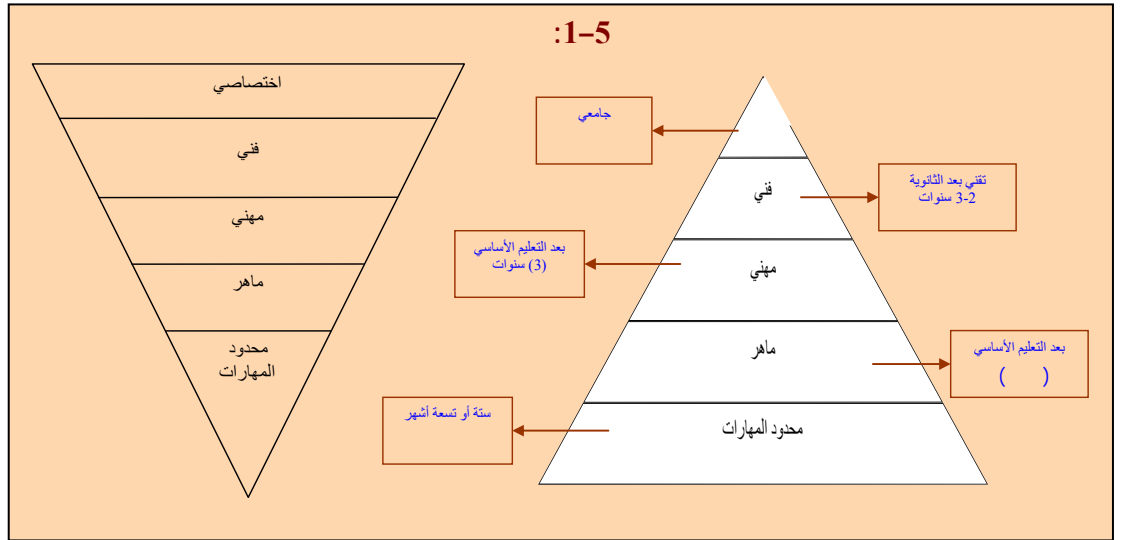 1–5:
جامعي
تقني بعد الثانوية
2-3 سنوات
فني
بعد التعليم الأساسي
(3) سنوات
مهني
بعد التعليم الأساسي
(      )
ماهر
ستة أو تسعة أشهر
محدود المهارات
اختصاصي
فني
مهني
ماهر
محدود
المهارات